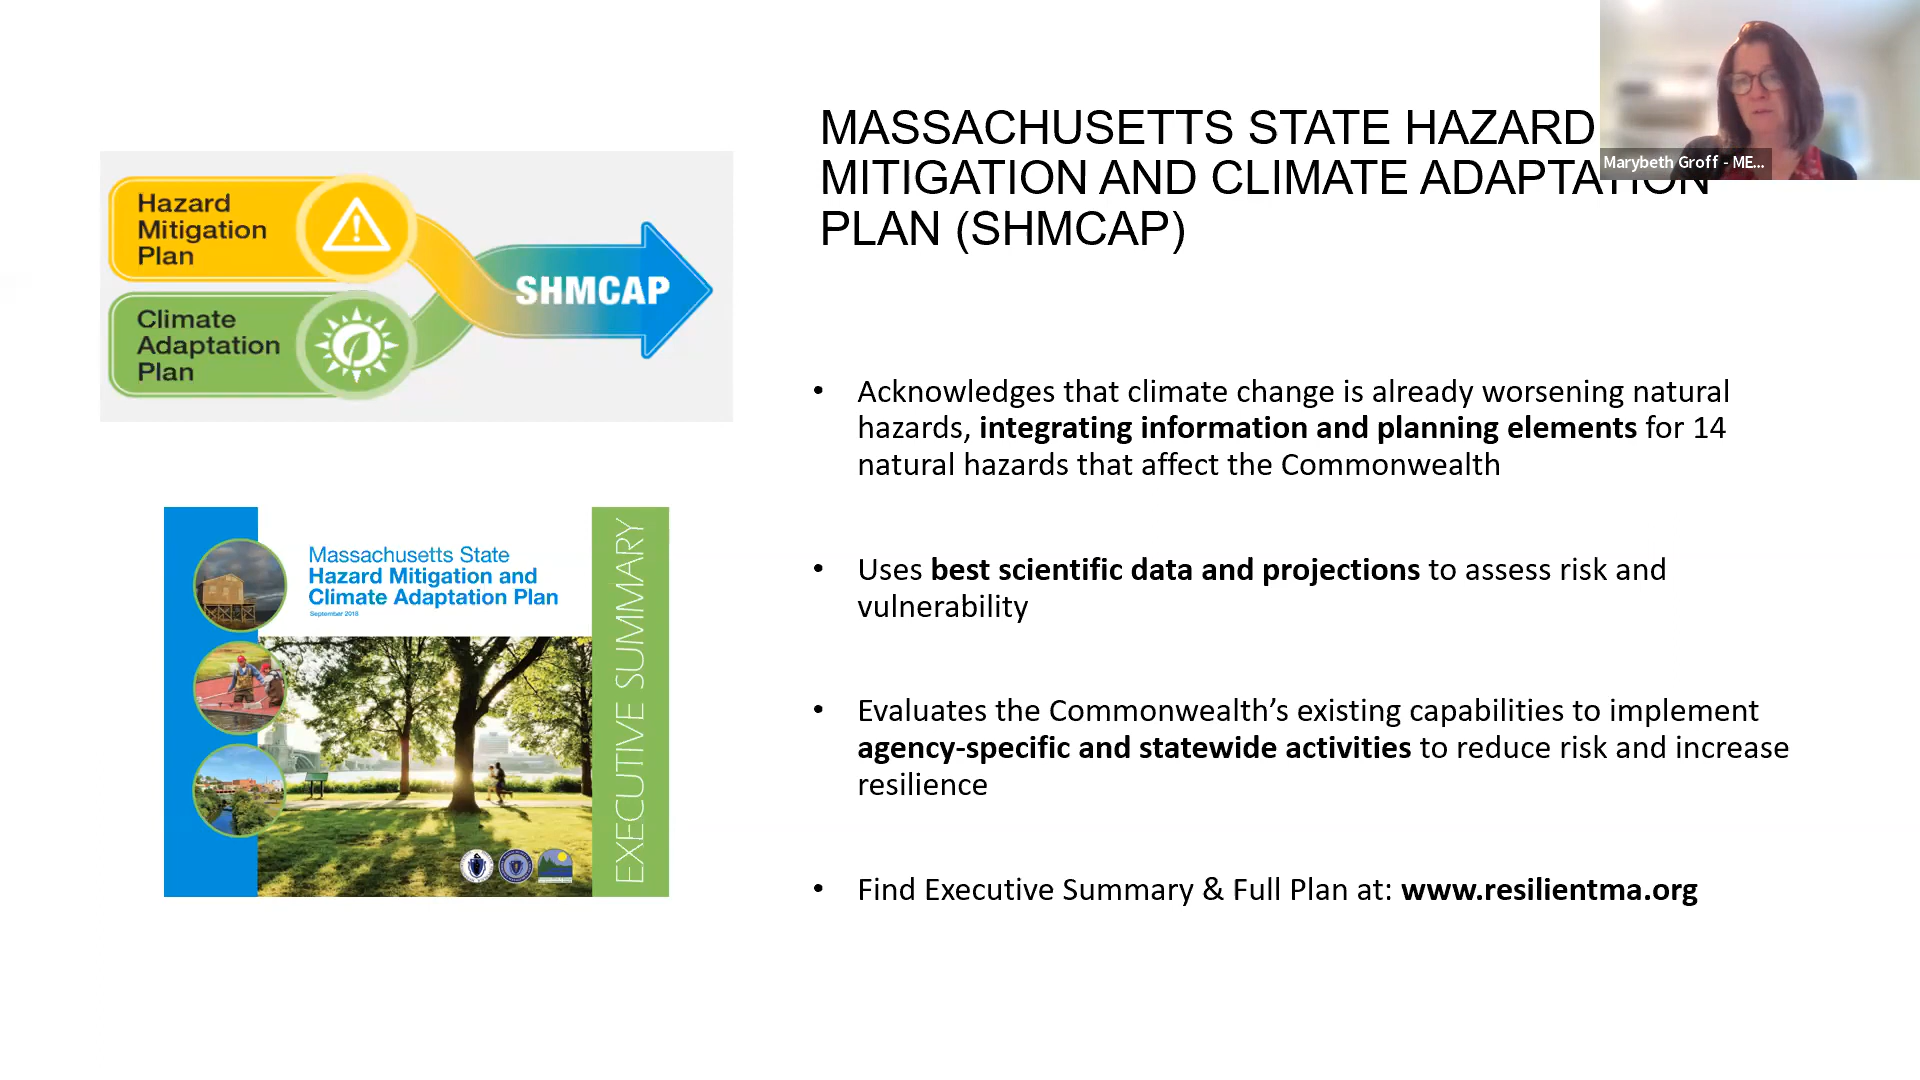 MASSACHUSETTS STATE HAZARD
MITIGATION AND CLIMATE ADAPTATION
PLAN (SHMCAP)
Marybeth Groff - ME...
Hazard
Mitigation
Plan
Climate
Adaptation
Plan
SHMCAP
• Acknowledges that climate change is already worsening natural
hazards, integrating information and planning elements for 14
natural hazards that affect the Commonwealth
• Uses best scientific data and projections to assess risk and
vulnerability
• Evaluates the Commonwealth’s existing capabilities to implement
agency-specific and statewide activities to reduce risk and increase
resilience
• Find Executive Summary & Full Plan at: www.resilientma.org
Massachusetts State
Hazard Mitigation and
Climate Adaptation Plan
September 2018
EXECUTIVE SUMMARY